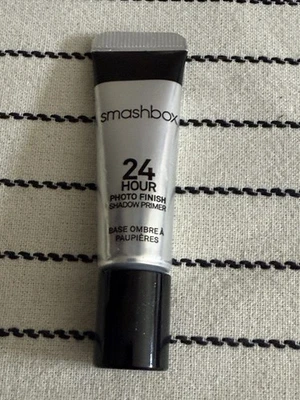 smashbox
24
HOUR
PHOTO FINISH
SHADOW PRIMER
BASE OMBRE À
PAUPIÈRES